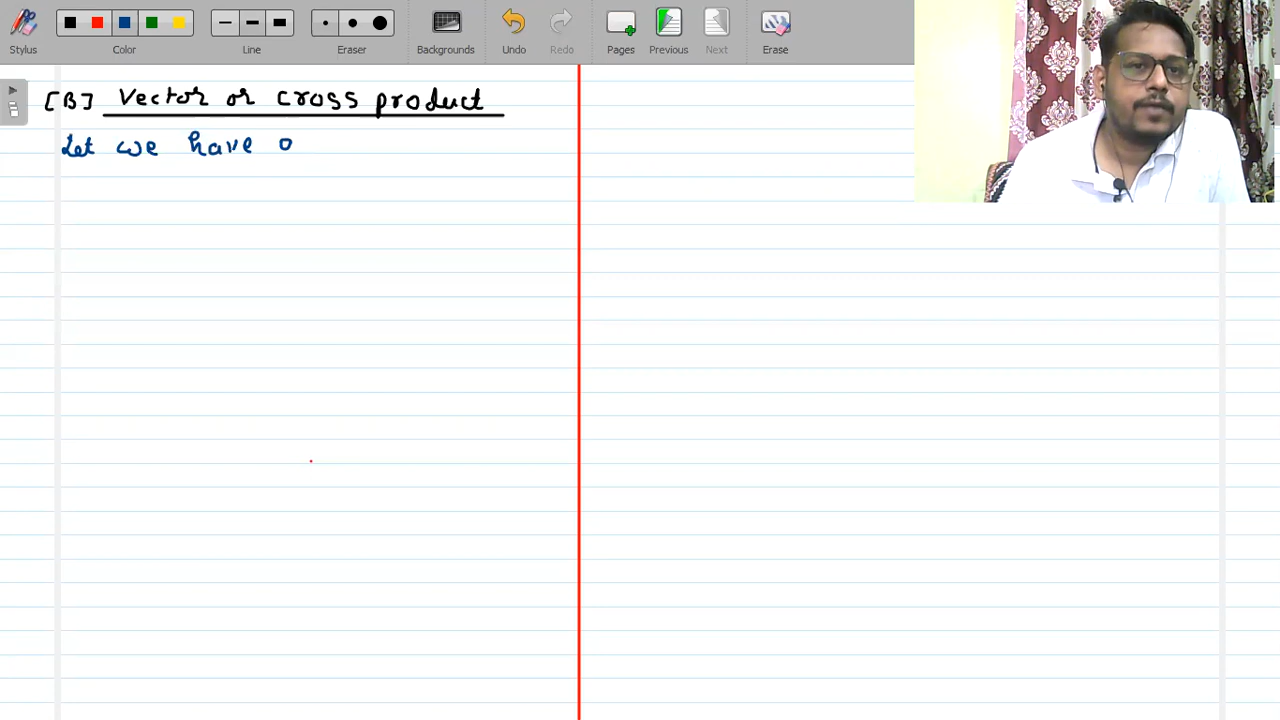 Stylus Color Line Eraser Backgrounds Undo Redo Pages Previous Next Erase
[B] Vector or cross product
Let we have